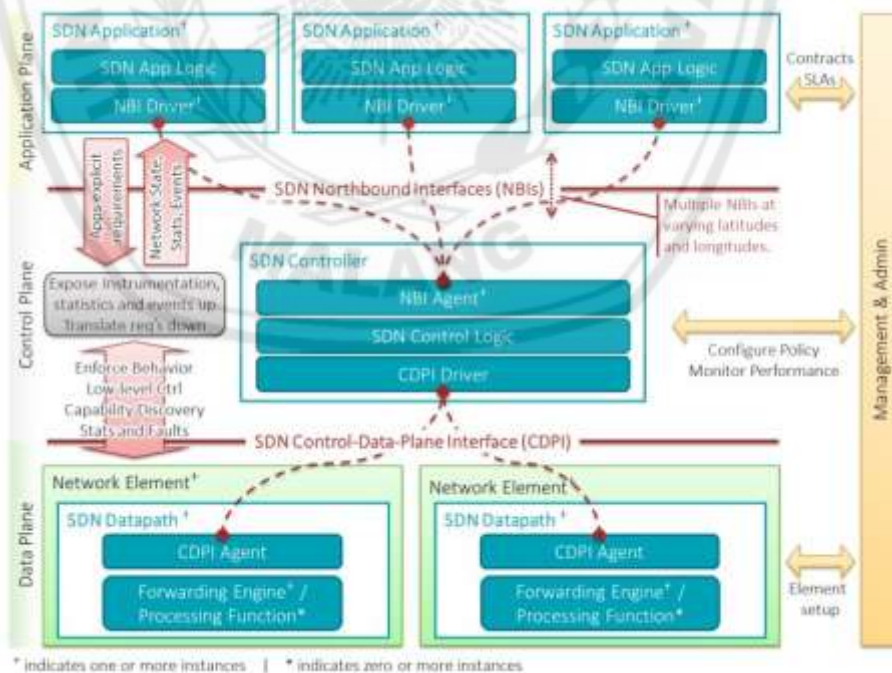 Application Plane
SDN Application⁺
SDN App Logic
NBI Driver⁺
SDN Application⁺
SDN App Logic
NBI Driver⁺
SDN Application⁺
SDN App Logic
NBI Driver⁺
Contracts
SLAs
Apps explicit
requirements
Network State,
Stats, Events
SDN Northbound Interfaces (NBIs)
Multiple NBIs at
varying latitudes
and longitudes.
MALANG
Control Plane
Expose Instrumentation,
statistics and events up
Translate req's down
SDN Controller
NBI Agent⁺
SDN Control Logic
CDPI Driver
Configure Policy
Monitor Performance
Management & Admin
Enforce Behavior
Low-level Ctrl
Capability Discovery
Stats and Faults
SDN Control-Data-Plane Interface (CDPI)
Data Plane
Network Element⁺
SDN Datapath ⁺
CDPI Agent
Forwarding Engine⁺ /
Processing Function*
Network Element
SDN Datapath ⁺
CDPI Agent
Forwarding Engine⁺ /
Processing Function*
Element
setup
⁺ indicates one or more instances | * indicates zero or more instances